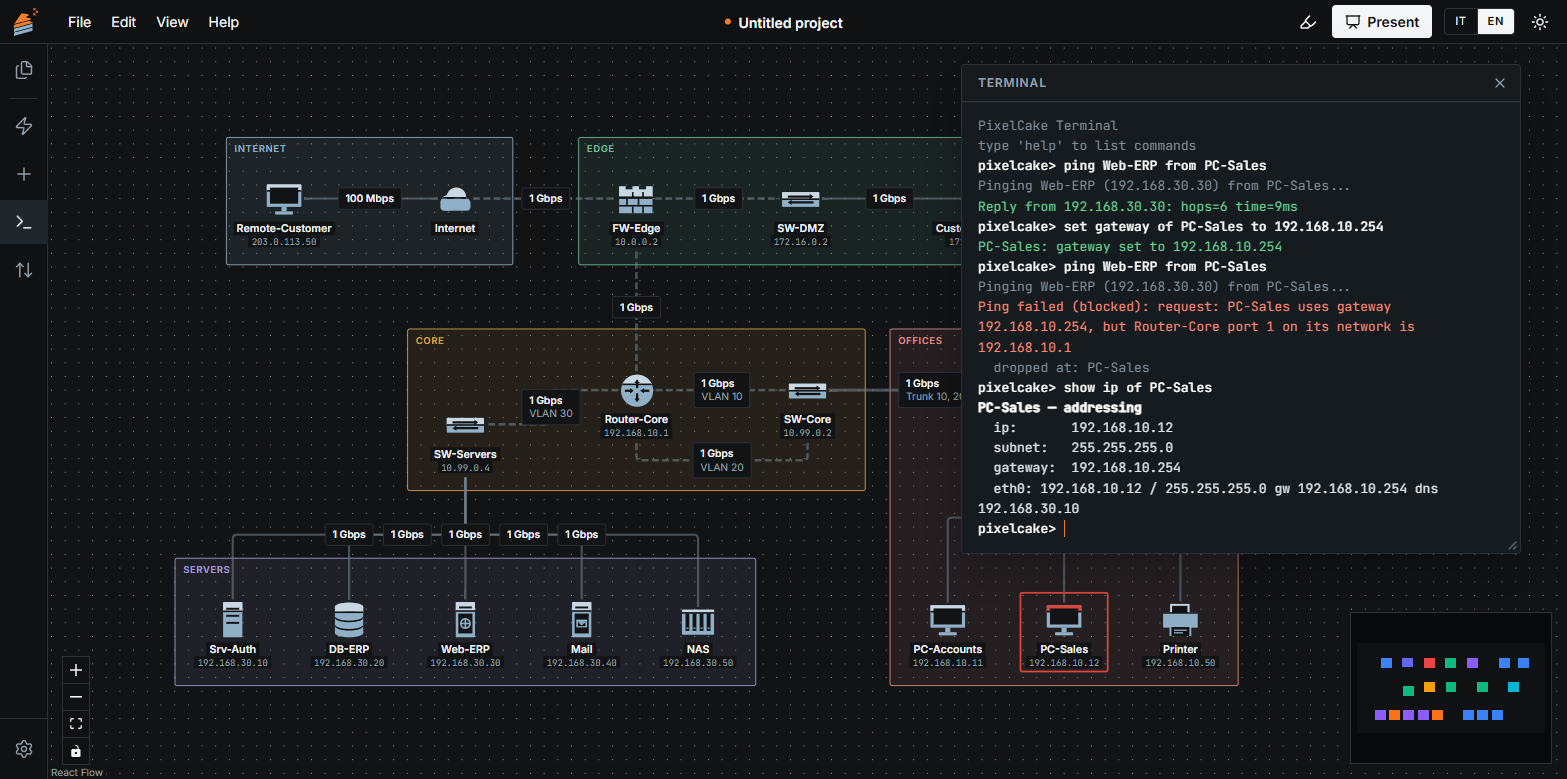 File Edit View Help
Untitled project
Present
IT EN
INTERNET
100 Mbps
Remote-Customer
203.0.113.50
Internet
1 Gbps
EDGE
1 Gbps
1 Gbps
FW-Edge
10.0.0.2
SW-DMZ
172.16.0.2
Custo
17
1 Gbps
CORE
1 Gbps
VLAN 30
Router-Core
192.168.10.1
1 Gbps
VLAN 10
SW-Core
10.99.0.2
SW-Servers
10.99.0.4
1 Gbps
VLAN 20
OFFICES
1 Gbps
Trunk 10, 20
1 Gbps
1 Gbps
1 Gbps
1 Gbps
1 Gbps
SERVERS
Srv-Auth
192.168.30.10
DB-ERP
192.168.30.20
Web-ERP
192.168.30.30
Mail
192.168.30.40
NAS
192.168.30.50
PC-Accounts
192.168.10.11
PC-Sales
192.168.10.12
Printer
192.168.10.50
TERMINAL
PixelCake Terminal
type 'help' to list commands
pixelcake> ping Web-ERP from PC-Sales
Pinging Web-ERP (192.168.30.30) from PC-Sales...
Reply from 192.168.30.30: hops=6 time=9ms
pixelcake> set gateway of PC-Sales to 192.168.10.254
PC-Sales: gateway set to 192.168.10.254
pixelcake> ping Web-ERP from PC-Sales
Pinging Web-ERP (192.168.30.30) from PC-Sales...
Ping failed (blocked): request: PC-Sales uses gateway
192.168.10.254, but Router-Core port 1 on its network is
192.168.10.1
dropped at: PC-Sales
pixelcake> show ip of PC-Sales
PC-Sales — addressing
ip: 192.168.10.12
subnet: 255.255.255.0
gateway: 192.168.10.254
eth0: 192.168.10.12 / 255.255.255.0 gw 192.168.10.254 dns
192.168.30.10
pixelcake>
React Flow